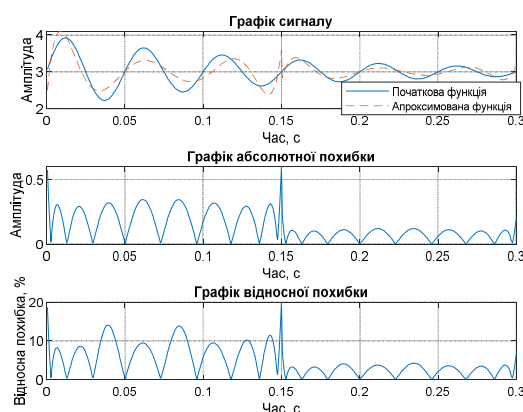 Графік сигналу
4
3
2
Амплітуда
0 0.05 0.1 0.15 0.2 0.25 0.3
Час, с
Початкова функція
Апроксимована функція
Графік абсолютної похибки
0.5
0
Амплітуда
0 0.05 0.1 0.15 0.2 0.25 0.3
Час, с
Графік відносної похибки
20
10
0
Відносна похибка, %
0 0.05 0.1 0.15 0.2 0.25 0.3
Час, с